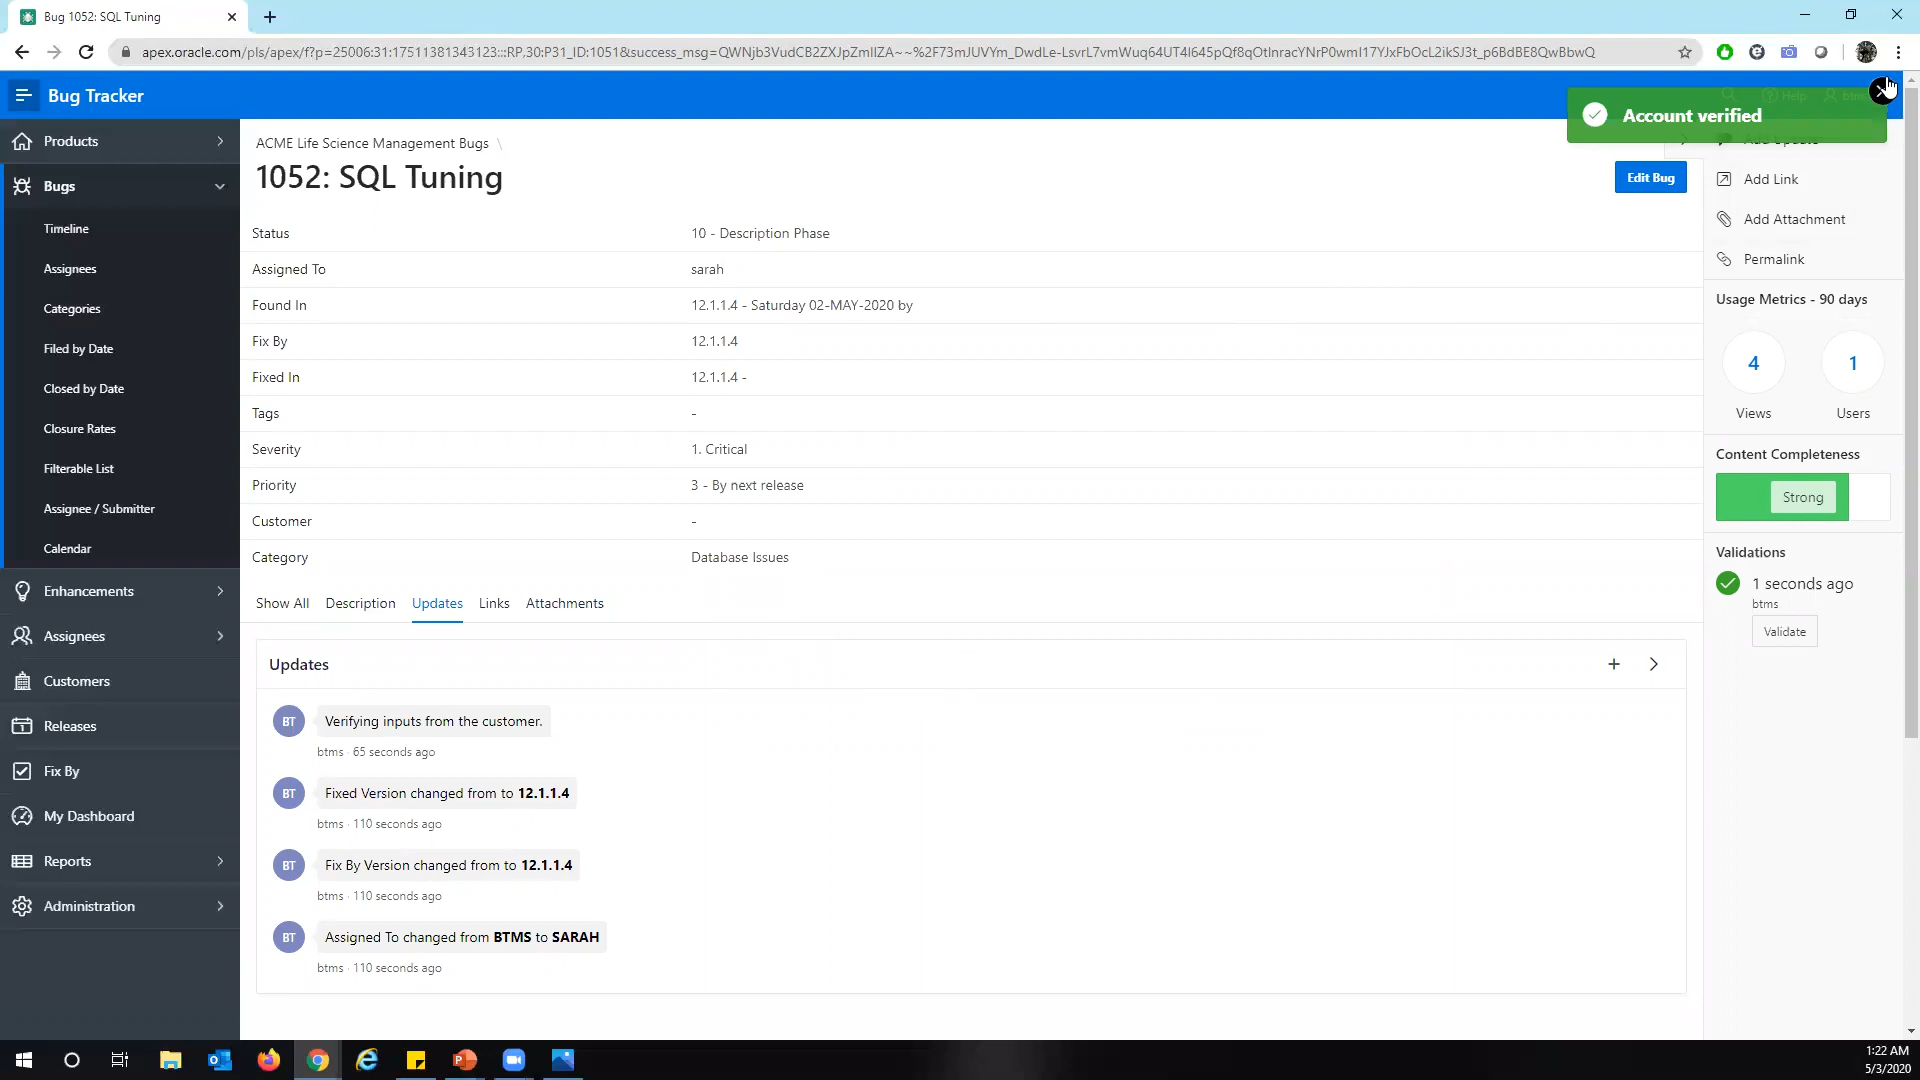 Bug 1052: SQL Tuning
apex.oracle.com/pls/apex/f?p=25006:31:17511381343123:::RP,30:P31_ID:1051&success_msg=QWNjb3VudCB2ZXJpZmllZA~~%2F73mJUVYm_DwdLe-LsvrL7vmWuq64UT4I645pQf8qOtlnracYNrP0wmI17YJxFbOcL2ikSJ3t_p6BdBE8QwBbwQ
Bug Tracker
Help
Account verified
Products
Bugs
Timeline
Assignees
Categories
Filed by Date
Closed by Date
Closure Rates
Filterable List
Assignee / Submitter
Calendar
Enhancements
Assignees
Customers
Releases
Fix By
My Dashboard
Reports
Administration
ACME Life Science Management Bugs \
1052: SQL Tuning
Edit Bug
Status 10 - Description Phase
Assigned To sarah
Found In 12.1.1.4 - Saturday 02-MAY-2020 by
Fix By 12.1.1.4
Fixed In 12.1.1.4 -
Tags -
Severity 1. Critical
Priority 3 - By next release
Customer -
Category Database Issues
Show All Description Updates Links Attachments
Updates
BT Verifying inputs from the customer.
btms · 65 seconds ago
BT Fixed Version changed from to 12.1.1.4
btms · 110 seconds ago
BT Fix By Version changed from to 12.1.1.4
btms · 110 seconds ago
BT Assigned To changed from BTMS to SARAH
btms · 110 seconds ago
Add Update
Add Link
Add Attachment
Permalink
Usage Metrics - 90 days
4 1
Views Users
Content Completeness
Strong
Validations
1 seconds ago
btms
Validate
1:22 AM
5/3/2020